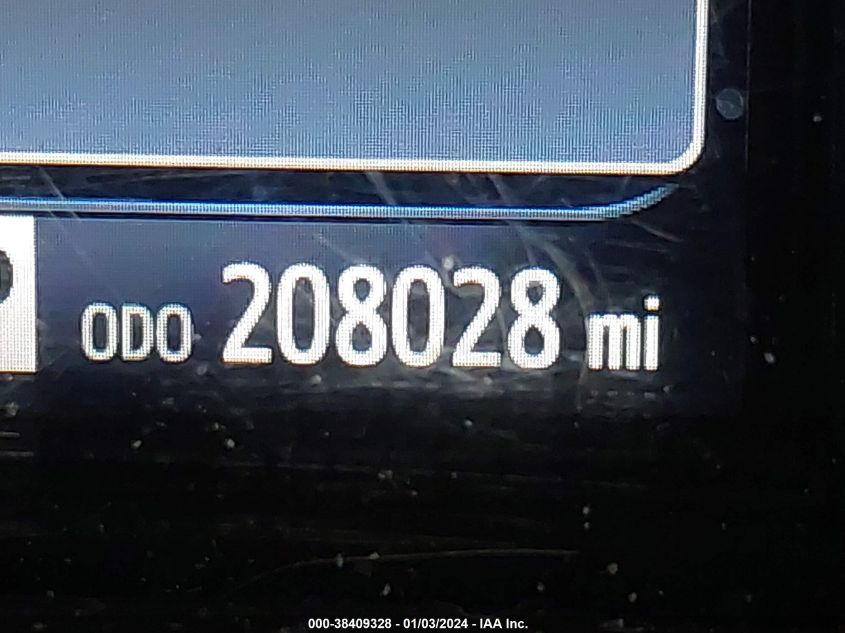 ODO 208028 mi
000-38409328 - 01/03/2024 - IAA Inc.